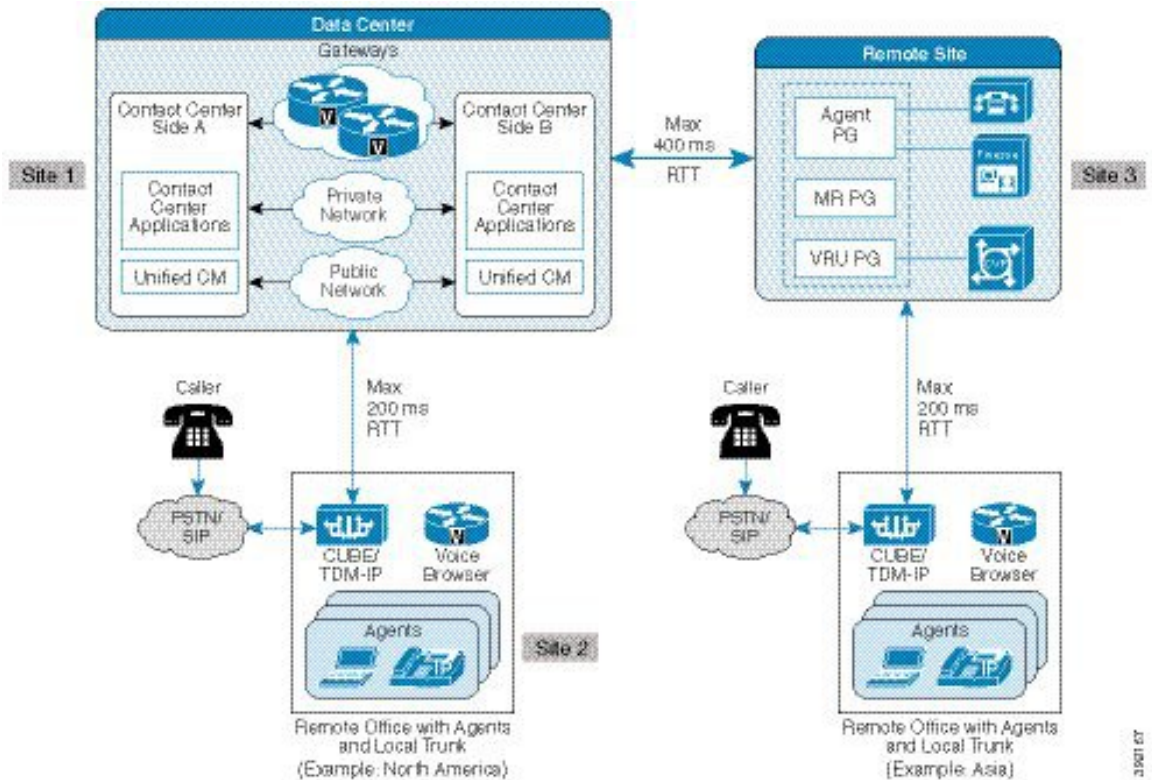 Data Center
Gateways
Contact Center
Side A
V
V
Contact Center
Side B
Site 1
Contact
Center
Applications
Private
Network
Contact
Center
Applications
Unified CM
Public
Network
Unified CM
Max
400 ms
RTT
Remote Site
Agent
PG
Finesse
MR PG
VRU PG
CVP
Site 3
Caller
Max
200 ms
RTT
PSTN/
SIP
CUBE/
TDM-IP
Voice
Browser
Agents
IP
Site 2
Remote Office with Agents
and Local Trunk
(Example: North America)
Caller
Max
200 ms
RTT
PSTN/
SIP
CUBE/
TDM-IP
Voice
Browser
Agents
IP
Remote Office with Agents
and Local Trunk
(Example: Asia)